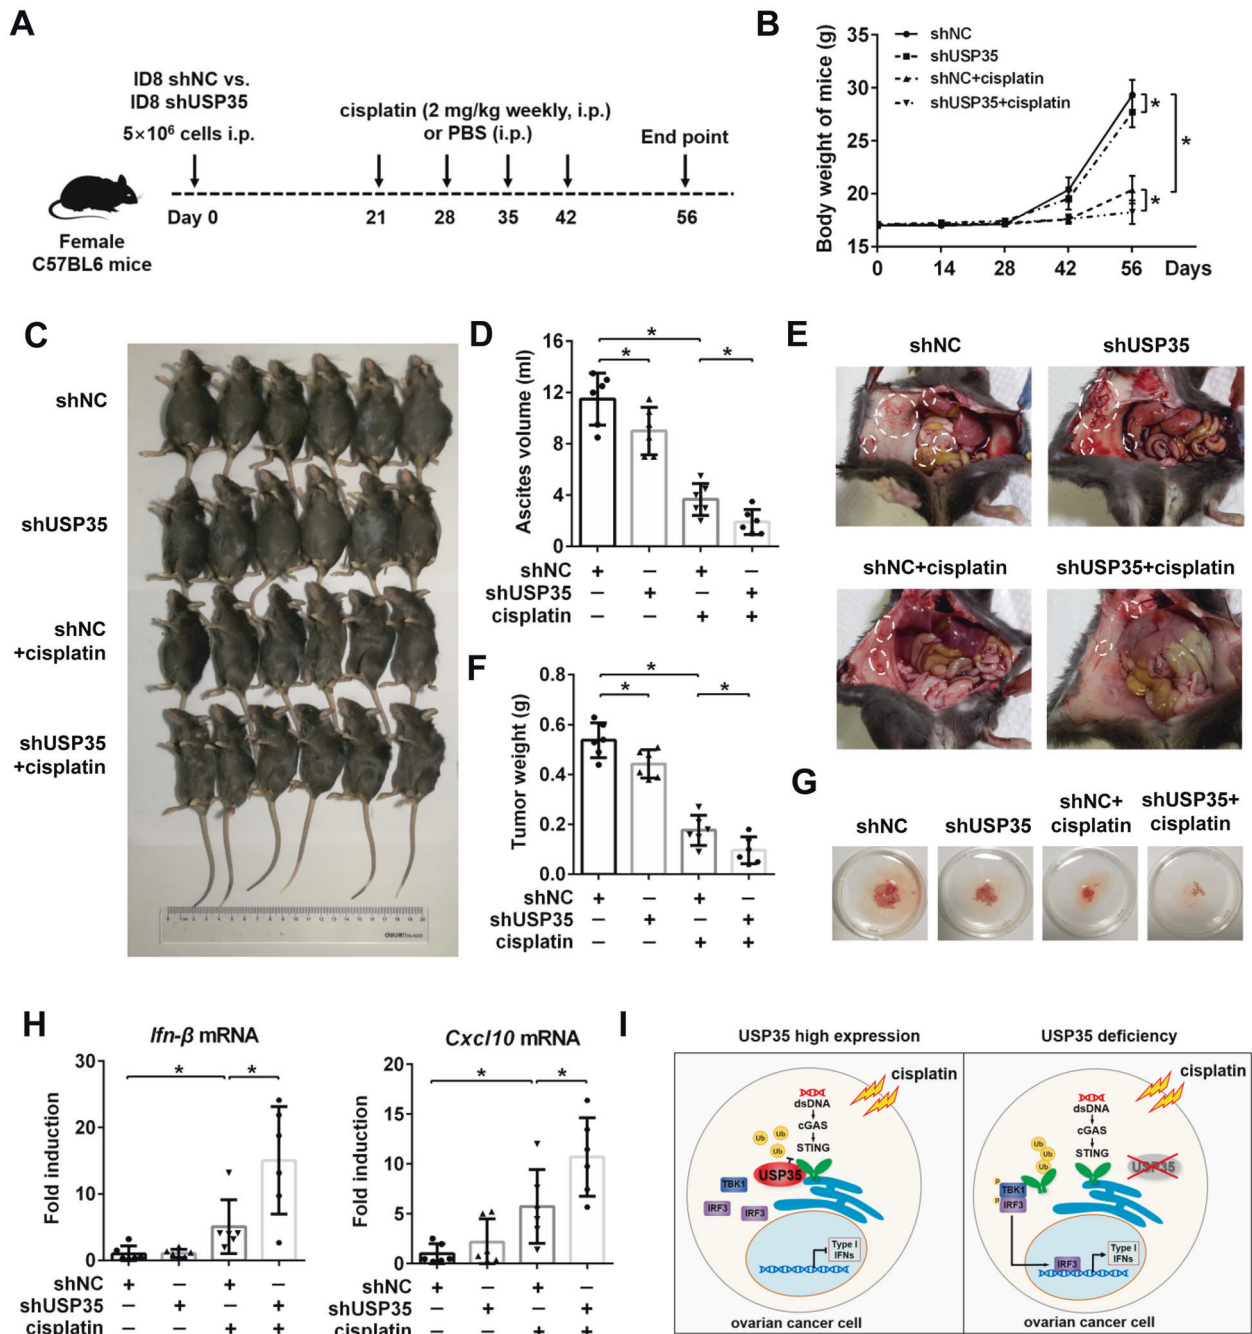 A
ID8 shNC vs.
ID8 shUSP35
5×10⁶ cells i.p.
cisplatin (2 mg/kg weekly, i.p.)
or PBS (i.p.)
End point
Day 0 21 28 35 42 56
Female
C57BL6 mice
B
Body weight of mice (g)
35
30
25
20
15
0 14 28 42 56 Days
shNC
shUSP35
shNC+cisplatin
shUSP35+cisplatin
*
*
*
C
shNC
shUSP35
shNC
+cisplatin
shUSP35
+cisplatin
D
Ascites volume (ml)
16
12
8
4
0
*
* *
shNC + – + –
shUSP35 – + – +
cisplatin – – + +
E
shNC shUSP35
shNC+cisplatin shUSP35+cisplatin
F
Tumor weight (g)
0.8
0.6
0.4
0.2
0.0
*
* *
shNC + – + –
shUSP35 – + – +
cisplatin – – + +
G
shNC shUSP35 shNC+
cisplatin shUSP35+
cisplatin
H
Ifn-β mRNA
Fold induction
30
20
10
0
* *
shNC + – + –
shUSP35 – + – +
cisplatin – – + +
Cxcl10 mRNA
Fold induction
20
15
10
5
0
* *
shNC + – + –
shUSP35 – + – +
cisplatin – – + +
I
USP35 high expression
cisplatin
dsDNA
cGAS
STING
Ub
Ub
Ub
USP35
TBK1
IRF3
IRF3
Type I
IFNs
ovarian cancer cell
USP35 deficiency
cisplatin
dsDNA
cGAS
STING
Ub
Ub
Ub
USP35
P
TBK1
P
IRF3
IRF3
Type I
IFNs
ovarian cancer cell